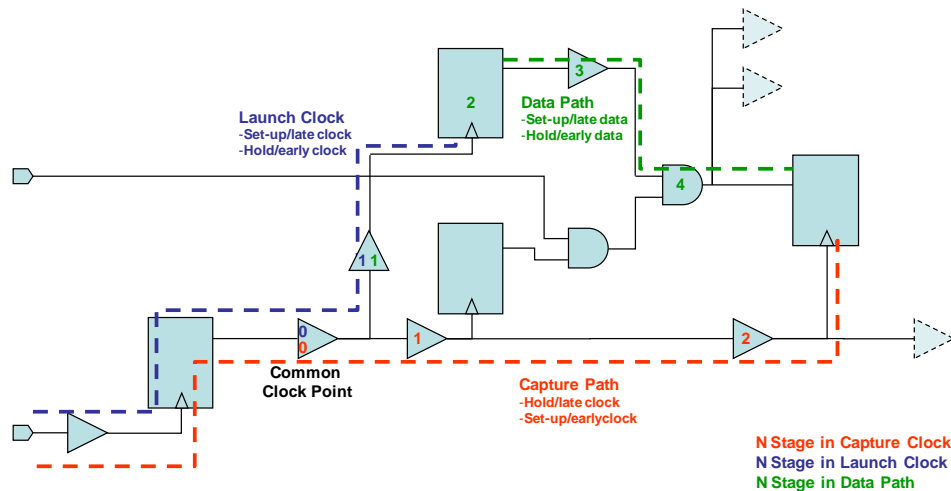 3
2
Launch Clock
-Set-up/late clock
-Hold/early clock
Data Path
-Set-up/late data
-Hold/early data
4
1 1
0
0
1
2
Common
Clock Point
Capture Path
-Hold/late clock
-Set-up/earlyclock
N Stage in Capture Clock
N Stage in Launch Clock
N Stage in Data Path